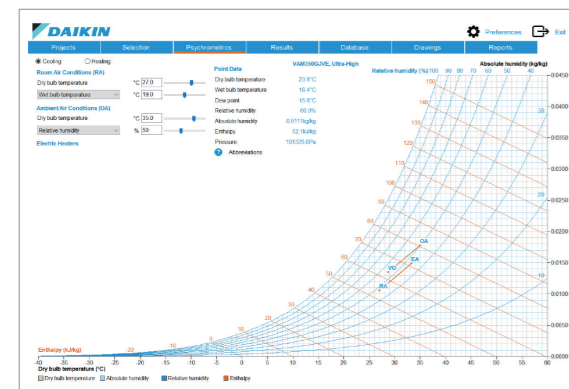 DAIKIN
Preferences
Exit
Projects
Selection
Psychrometrics
Results
Database
Drawings
Reports
Cooling
Heating
Room Air Conditions (RA)
Dry bulb temperature
°C 27.0
Wet bulb temperature
°C 19.0
Ambient Air Conditions (OA)
Dry bulb temperature
°C 35.0
Relative humidity
% 50
Electric Heaters
Point Data
VAM350GJVE, Ultra-High
Dry bulb temperature
Wet bulb temperature
Dew point
Relative humidity
60.0%
Absolute humidity
0.0111kg/kg
Enthalpy
52.1kJ/kg
Pressure
101325.0Pa
? Abbreviations
Relative humidity (%) 100 90 80 70 60 50 40
Absolute humidity (kg/kg)
0.0450
0.0400
0.0350
0.0300
0.0250
0.0200
0.0150
0.0100
0.0050
0.0000
150
140
130
120
110
100
90
80
70
60
50
40
30
20
10
0
-10
-20
30
20
10
OA
EA
VO
RA
Enthalpy (kJ/kg)
-40 -35 -30 -25 -20 -15 -10 -5 0 5 10 15 20 25 30 35 40 45 50 55 60
Dry bulb temperature (°C)
Dry bulb temperature
Absolute humidity
Relative humidity
Enthalpy